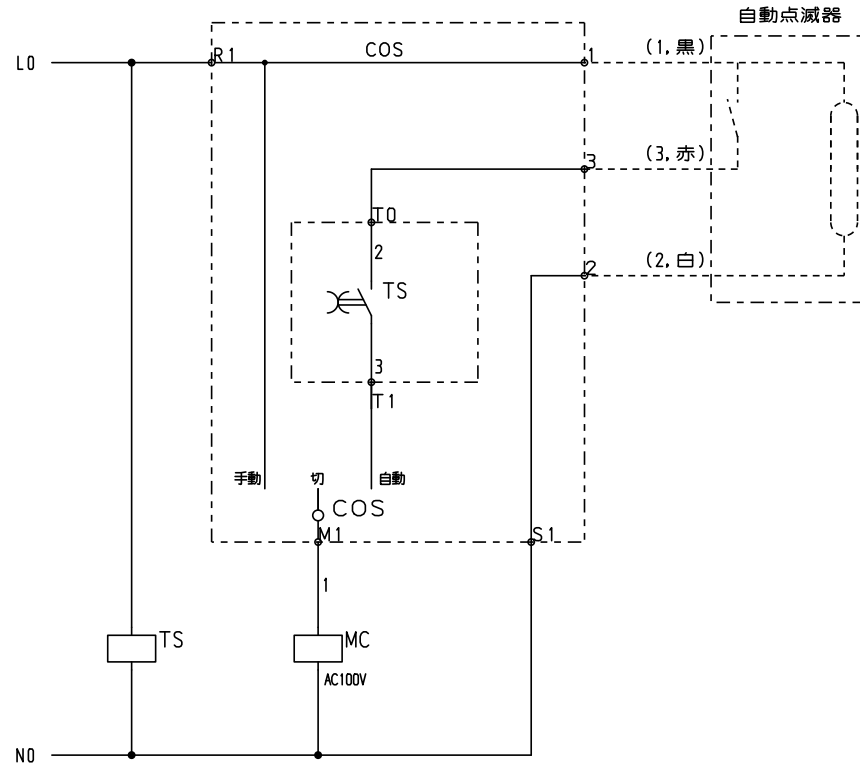 自動点滅器
COS
(1, 黒)
L0
R1
1
(3, 赤)
3
T0
2
(2, 白)
2
TS
3
T1
手動
切
自動
COS
M1
S1
1
TS
MC
AC100V
N0